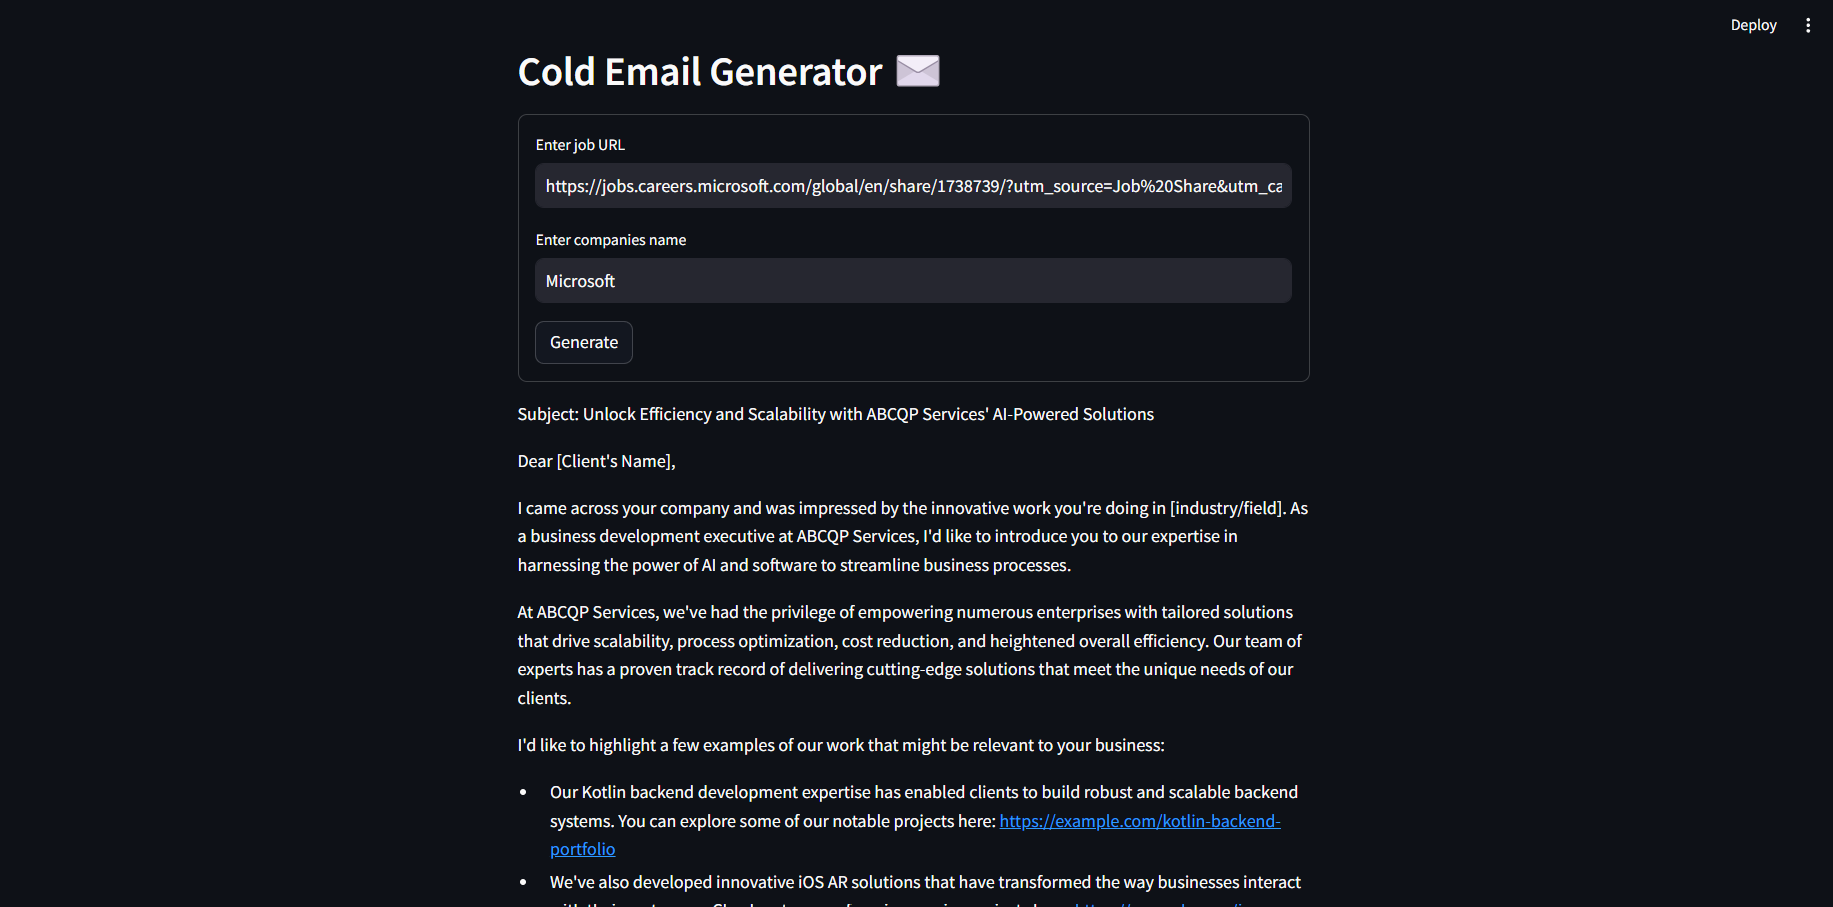 Deploy
Cold Email Generator
Enter job URL
https://jobs.careers.microsoft.com/global/en/share/1738739/?utm_source=Job%20Share&utm_ca
Enter companies name
Microsoft
Generate
Subject: Unlock Efficiency and Scalability with ABCQP Services' AI-Powered Solutions
Dear [Client's Name],
I came across your company and was impressed by the innovative work you're doing in [industry/field]. As
a business development executive at ABCQP Services, I'd like to introduce you to our expertise in
harnessing the power of AI and software to streamline business processes.
At ABCQP Services, we've had the privilege of empowering numerous enterprises with tailored solutions
that drive scalability, process optimization, cost reduction, and heightened overall efficiency. Our team of
experts has a proven track record of delivering cutting-edge solutions that meet the unique needs of our
clients.
I'd like to highlight a few examples of our work that might be relevant to your business:
• Our Kotlin backend development expertise has enabled clients to build robust and scalable backend
systems. You can explore some of our notable projects here: https://example.com/kotlin-backend-
portfolio
• We've also developed innovative iOS AR solutions that have transformed the way businesses interact